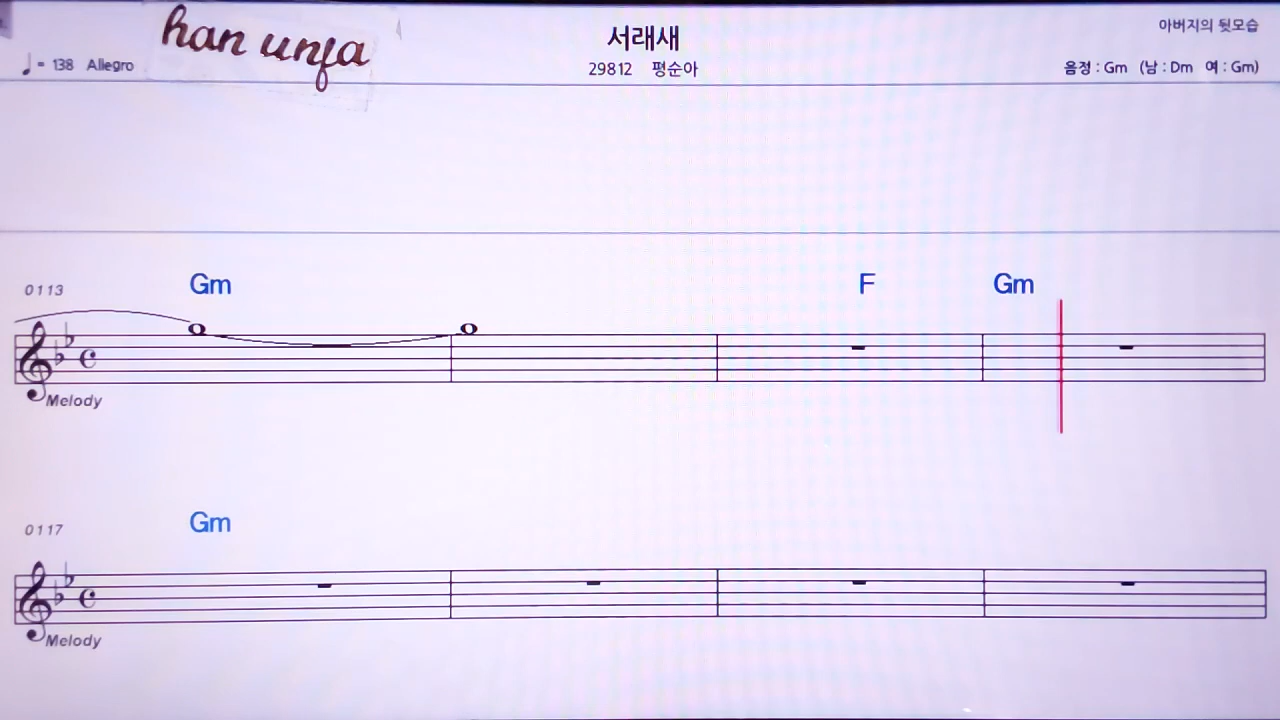 han unfa
서래새
아버지의 뒷모습
♩ = 138 Allegro
29812 평순아
음정 : Gm (남 : Dm 여 : Gm)
0113
Gm F Gm
Melody
0117
Gm
Melody